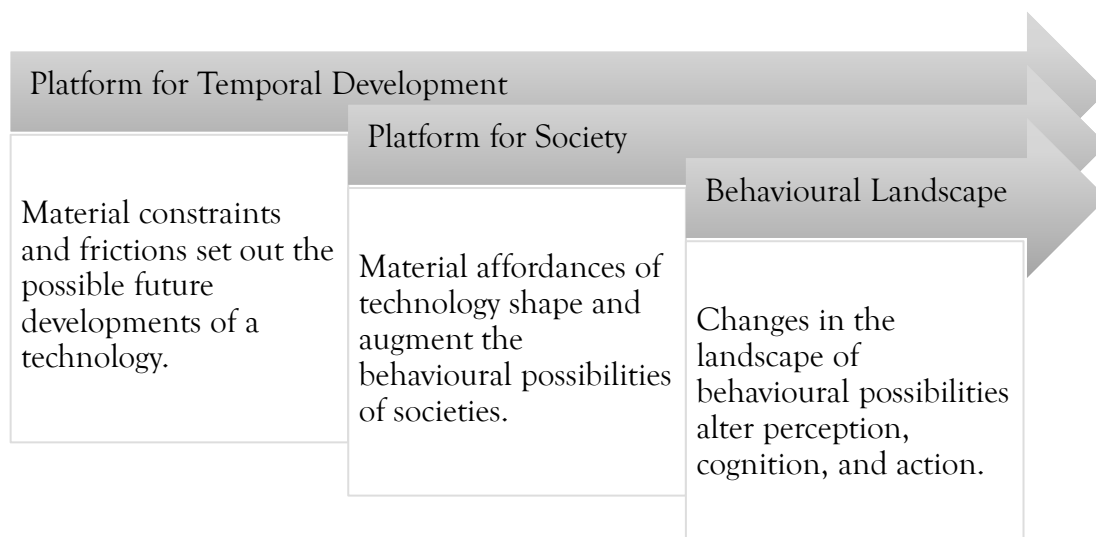 Platform for Temporal Development
Material constraints
and frictions set out the
possible future
developments of a
technology.
Platform for Society
Material affordances of
technology shape and
augment the
behavioural possibilities
of societies.
Behavioural Landscape
Changes in the
landscape of
behavioural possibilities
alter perception,
cognition, and action.